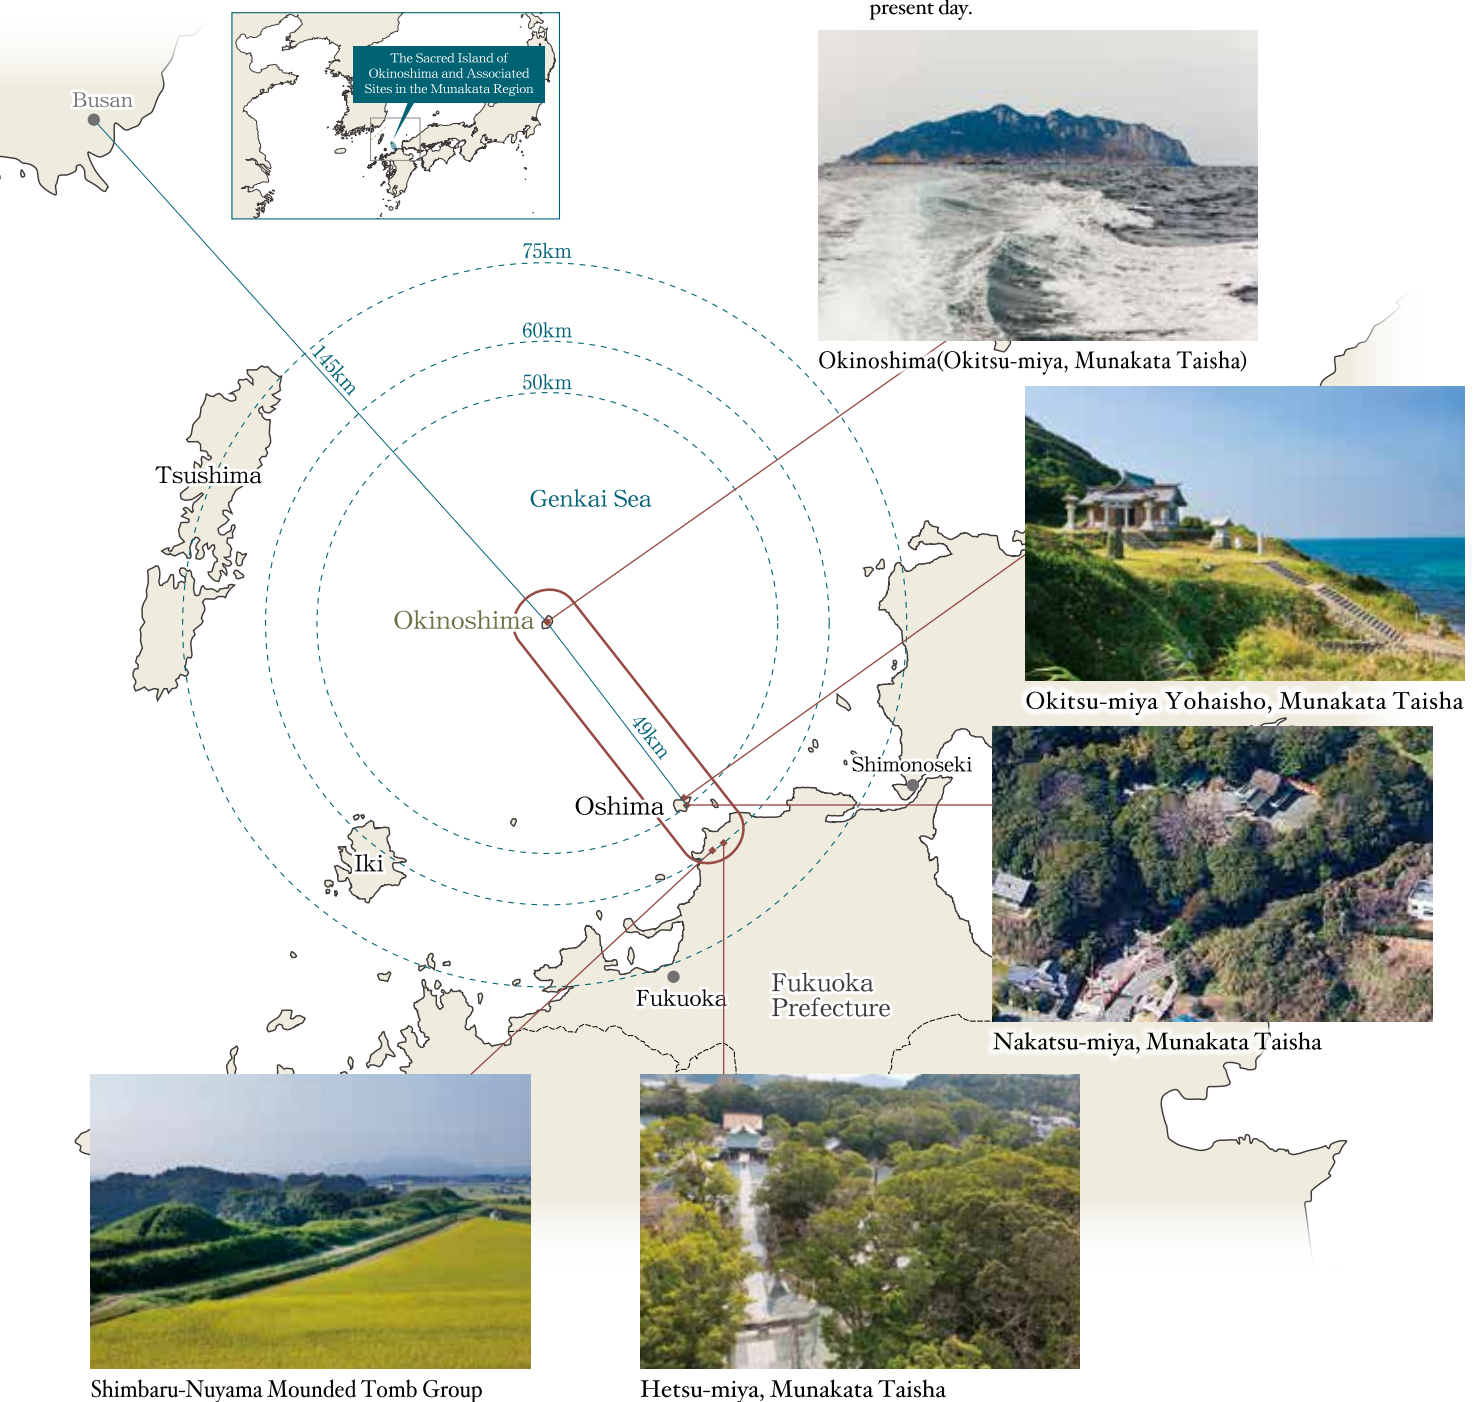 present day.
The Sacred Island of
Okinoshima and Associated
Sites in the Munakata Region
Busan
75km
60km
50km
145km
Okinoshima(Okitsu-miya, Munakata Taisha)
Tsushima
Genkai Sea
Okinoshima
49km
Okitsu-miya Yohaisho, Munakata Taisha
Shimonoseki
Oshima
Iki
Fukuoka
Fukuoka
Prefecture
Nakatsu-miya, Munakata Taisha
Shimbaru-Nuyama Mounded Tomb Group
Hetsu-miya, Munakata Taisha